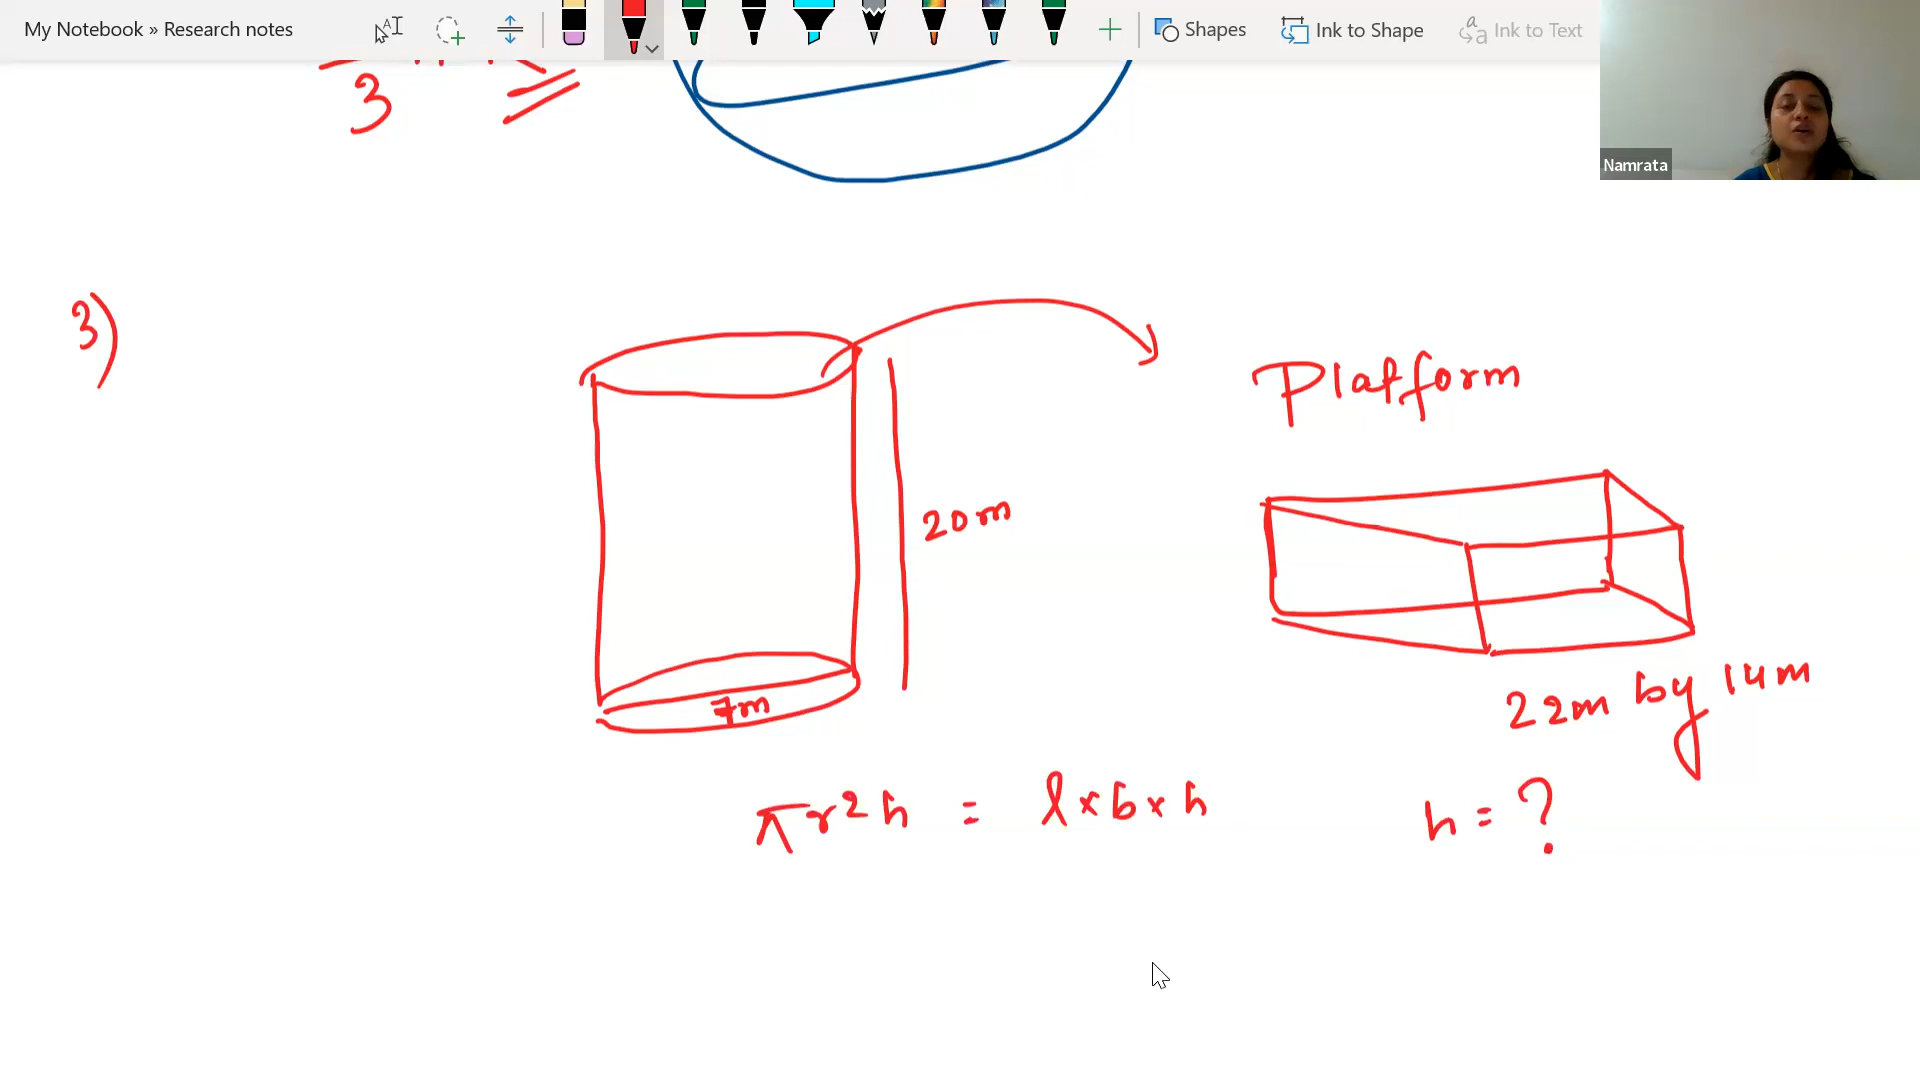 My Notebook » Research notes
Shapes
Ink to Shape
Ink to Text
Namrata
3
3)
Platform
20m
7m
22m by 14m
πr²h = l×b×h
h = ?